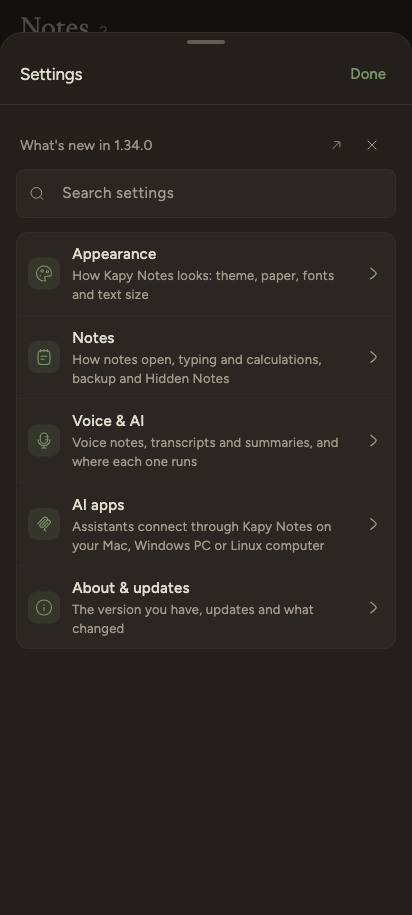 Notes
Settings
Done
What's new in 1.34.0
Search settings
Appearance
How Kapy Notes looks: theme, paper, fonts
and text size
Notes
How notes open, typing and calculations,
backup and Hidden Notes
Voice & AI
Voice notes, transcripts and summaries, and
where each one runs
AI apps
Assistants connect through Kapy Notes on
your Mac, Windows PC or Linux computer
About & updates
The version you have, updates and what
changed